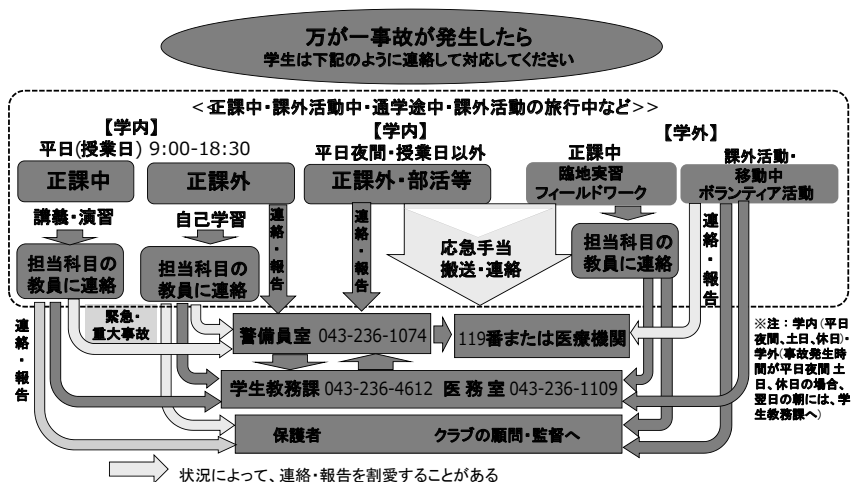 万が一事故が発生したら
学生は下記のように連絡して対応してください
<正課中・課外活動中・通学途中・課外活動の旅行中など>>
【学内】
平日(授業日) 9:00-18:30
【学内】
平日夜間・授業日以外
【学外】
正課中
課外活動・
移動中
ボランティア活動
正課中
正課外
正課外・部活等
臨地実習
フィールドワーク
講義・演習
自己学習
連絡・報告
連絡・報告
応急手当
搬送・連絡
連絡・報告
担当科目の
教員に連絡
担当科目の
教員に連絡
担当科目の
教員に連絡
緊急・
重大事故
連絡・報告
警備員室 043-236-1074
119番または医療機関
学生教務課 043-236-4612 医務室 043-236-1109
保護者 クラブの顧問・監督へ
※注:学内(平日
夜間、土日、休日)・
学外(事故発生時
間が平日夜間 土
日、休日の場合、
翌日の朝には、学
生教務課へ)
状況によって、連絡・報告を割愛することがある